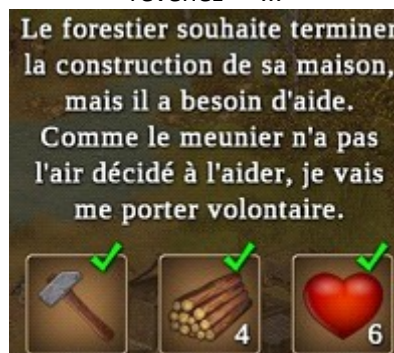 Le forestier souhaite terminer
la construction de sa maison,
mais il a besoin d'aide.
Comme le meunier n'a pas
l'air décidé à l'aider, je vais
me porter volontaire.
4 6